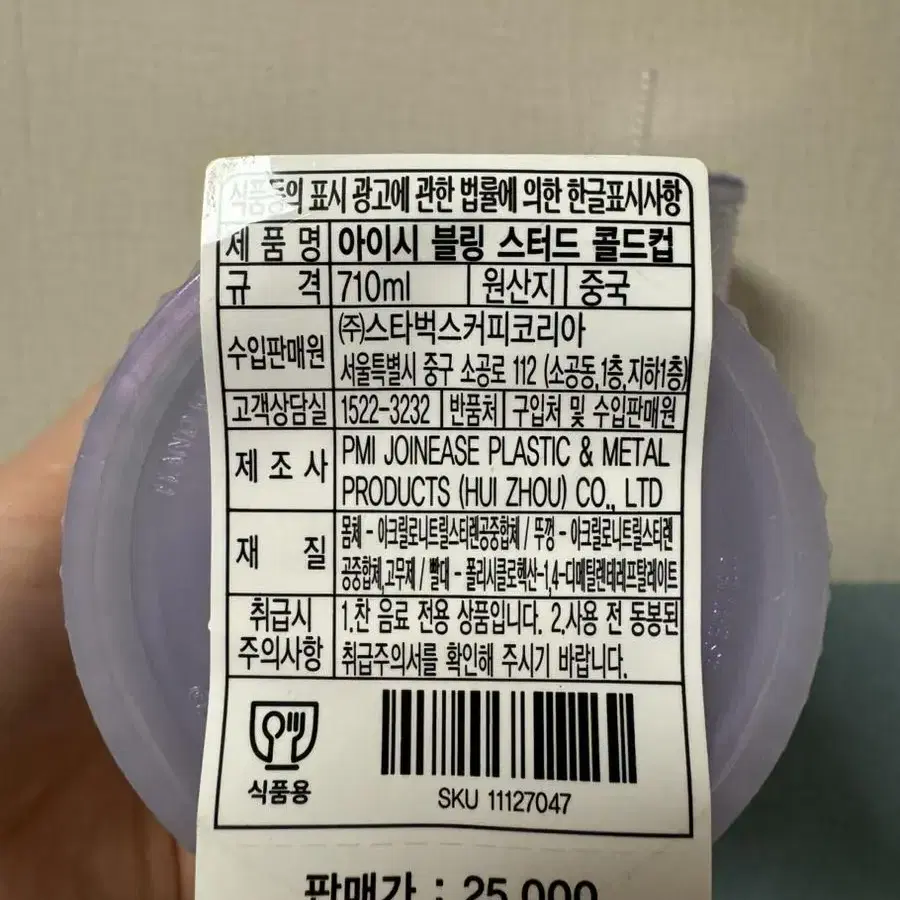 식품등의 표시 광고에 관한 법률에 의한 한글표시사항
제품명 아이시 블링 스터드 콜드컵
규격 710ml 원산지 중국
수입판매원 (주)스타벅스커피코리아
서울특별시 중구 소공로 112 (소공동,1층,지하1층)
고객상담실 1522-3232 반품처 구입처 및 수입판매원
제조사 PMI JOINEASE PLASTIC & METAL
PRODUCTS (HUI ZHOU) CO., LTD
재질 몸체 - 아크릴로니트릴스티렌공중합체 / 뚜껑 - 아크릴로니트릴스티렌
공중합체,고무제 / 빨대 - 폴리시클로헥산-1,4-디메틸렌테레프탈레이트
취급시 1.찬 음료 전용 상품입니다. 2.사용 전 동봉된
주의사항 취급주의서를 확인해 주시기 바랍니다.
식품용
SKU 11127047
판매가 : 25,000